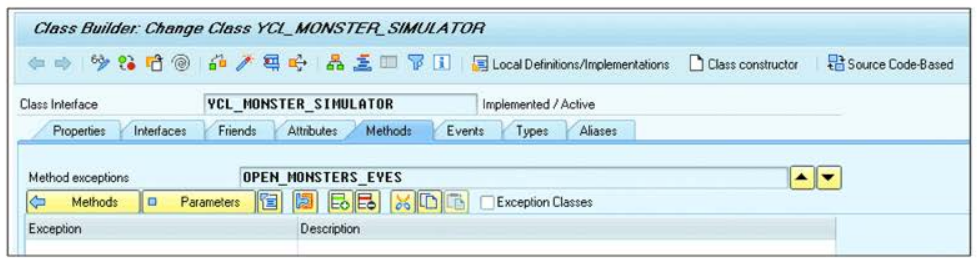 Class Builder: Change Class YCL_MONSTER_SIMULATOR
Local Definitions/Implementations Class constructor Source Code-Based
Class Interface YCL_MONSTER_SIMULATOR Implemented / Active
Properties Interfaces Friends Attributes Methods Events Types Aliases
Method exceptions OPEN_MONSTERS_EYES
Methods Parameters Exception Classes
Exception Description